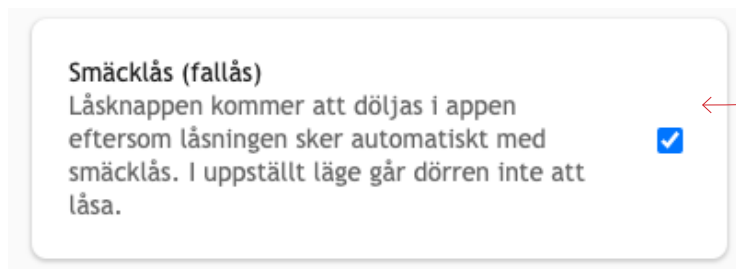 Smäcklås (fallås)
Låsknappen kommer att döljas i appen
eftersom låsningen sker automatiskt med
smäcklås. I uppställt läge går dörren inte att
låsa.